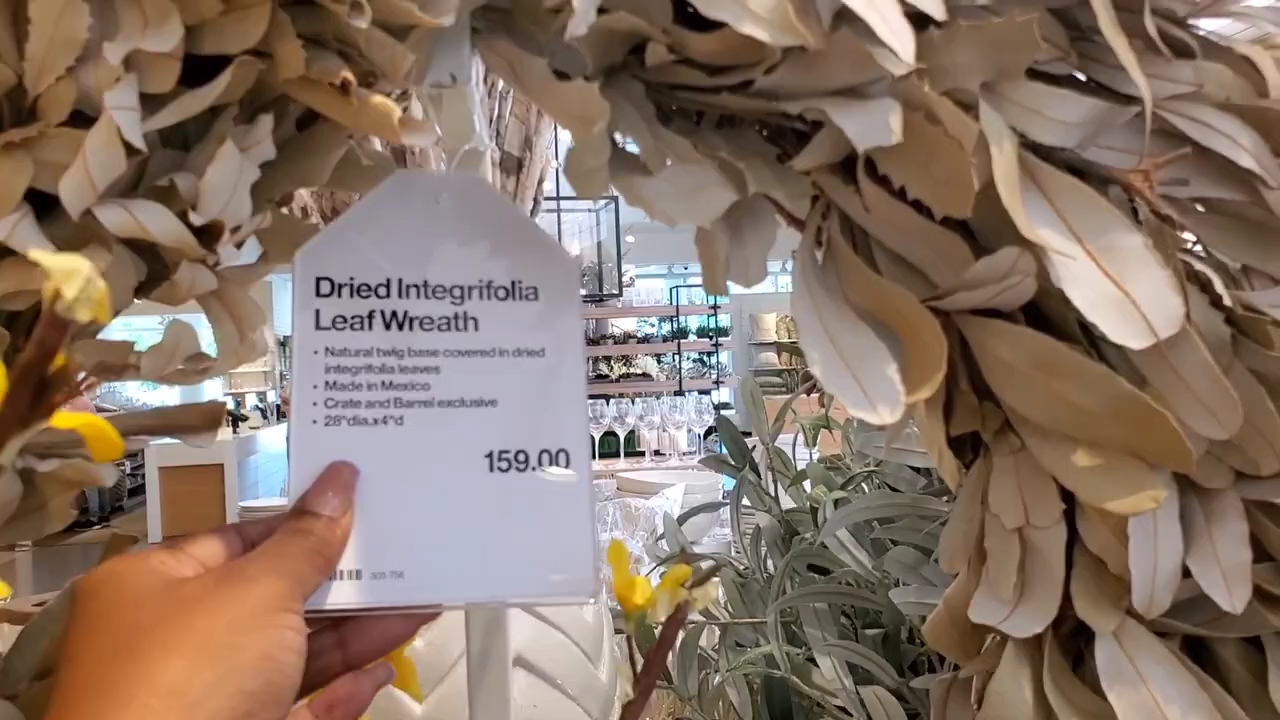 Dried Integrifolia
Leaf Wreath
• Natural twig base covered in dried
integrifolia leaves
• Made in Mexico
• Crate and Barrel exclusive
• 28"dia.x4"d
159.00